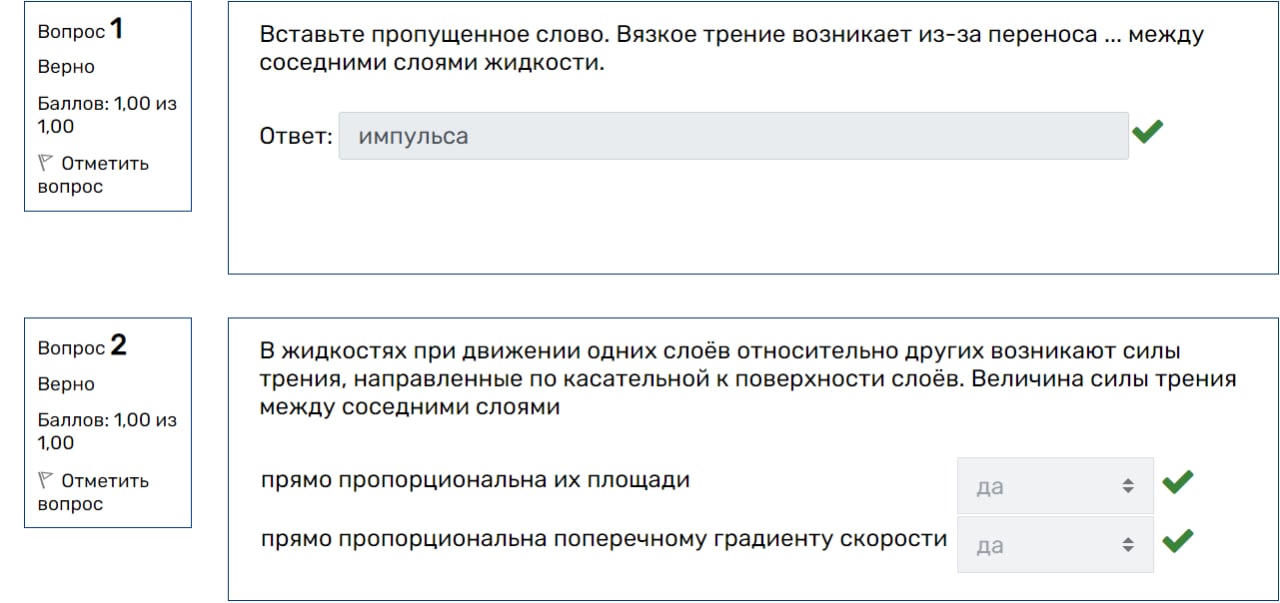 Вопрос 1
Верно
Баллов: 1,00 из
1,00
Отметить
вопрос
Вставьте пропущенное слово. Вязкое трение возникает из-за переноса ... между
соседними слоями жидкости.
Ответ: импульса
Вопрос 2
Верно
Баллов: 1,00 из
1,00
Отметить
вопрос
В жидкостях при движении одних слоёв относительно других возникают силы
трения, направленные по касательной к поверхности слоёв. Величина силы трения
между соседними слоями
прямо пропорциональна их площади да
прямо пропорциональна поперечному градиенту скорости да